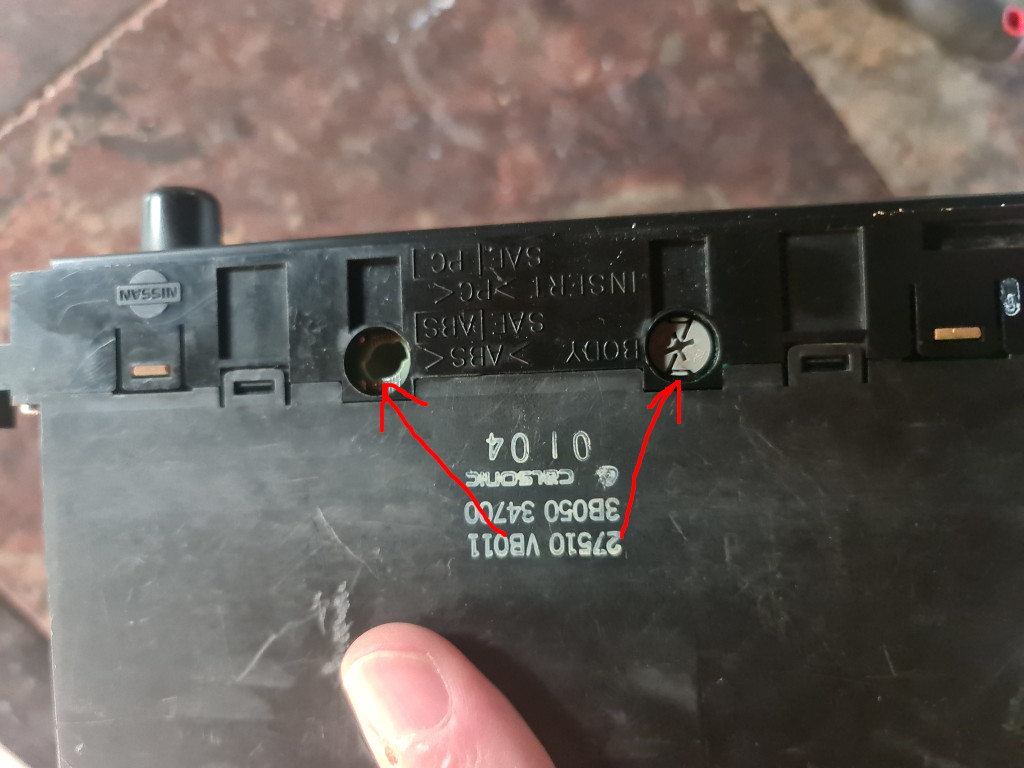 27510 VB011
3B050 34700
CALSONIC
0104
BODY >ABS<
SAE[ABS]
INSERT >PC<
SAE[PC]
NISSAN